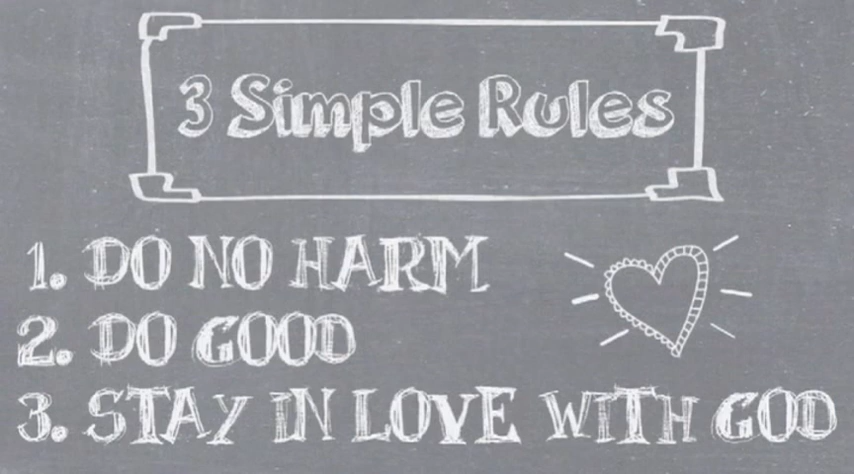 3 Simple Rules
1. DO NO HARM
2. DO GOOD
3. STAY IN LOVE WITH GOD